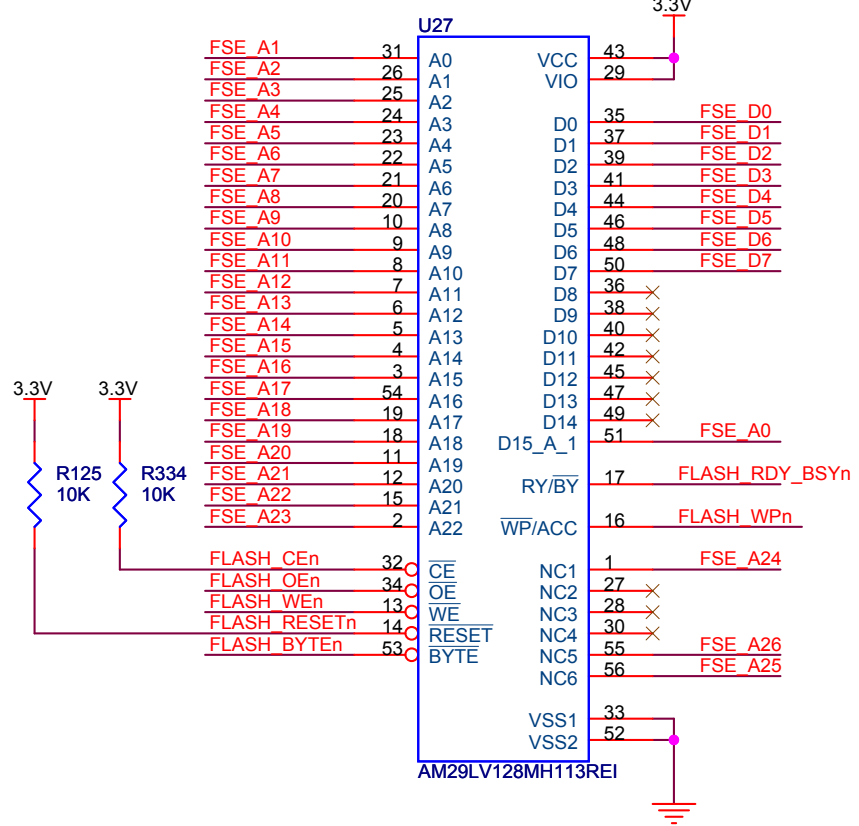 3.3V
U27
FSE_A1 31 A0 VCC 43
FSE_A2 26 A1 VIO 29
FSE_A3 25 A2
FSE_A4 24 A3 D0 35 FSE_D0
FSE_A5 23 A4 D1 37 FSE_D1
FSE_A6 22 A5 D2 39 FSE_D2
FSE_A7 21 A6 D3 41 FSE_D3
FSE_A8 20 A7 D4 44 FSE_D4
FSE_A9 10 A8 D5 46 FSE_D5
FSE_A10 9 A9 D6 48 FSE_D6
FSE_A11 8 A10 D7 50 FSE_D7
FSE_A12 7 A11 D8 36
FSE_A13 6 A12 D9 38
FSE_A14 5 A13 D10 40
FSE_A15 4 A14 D11 42
FSE_A16 3 A15 D12 45
3.3V 3.3V FSE_A17 54 A16 D13 47
FSE_A18 19 A17 D14 49
FSE_A19 18 A18 D15_A_1 51 FSE_A0
FSE_A20 11 A19
R125 R334 FSE_A21 12 A20 RY/BY 17 FLASH_RDY_BSYn
10K 10K FSE_A22 15 A21
FSE_A23 2 A22 WP/ACC 16 FLASH_WPn
FLASH_CEn 32 CE NC1 1 FSE_A24
FLASH_OEn 34 OE NC2 27
FLASH_WEn 13 WE NC3 28
FLASH_RESETn 14 RESET NC4 30
FLASH_BYTEn 53 BYTE NC5 55 FSE_A26
NC6 56 FSE_A25
VSS1 33
VSS2 52
AM29LV128MH113REI